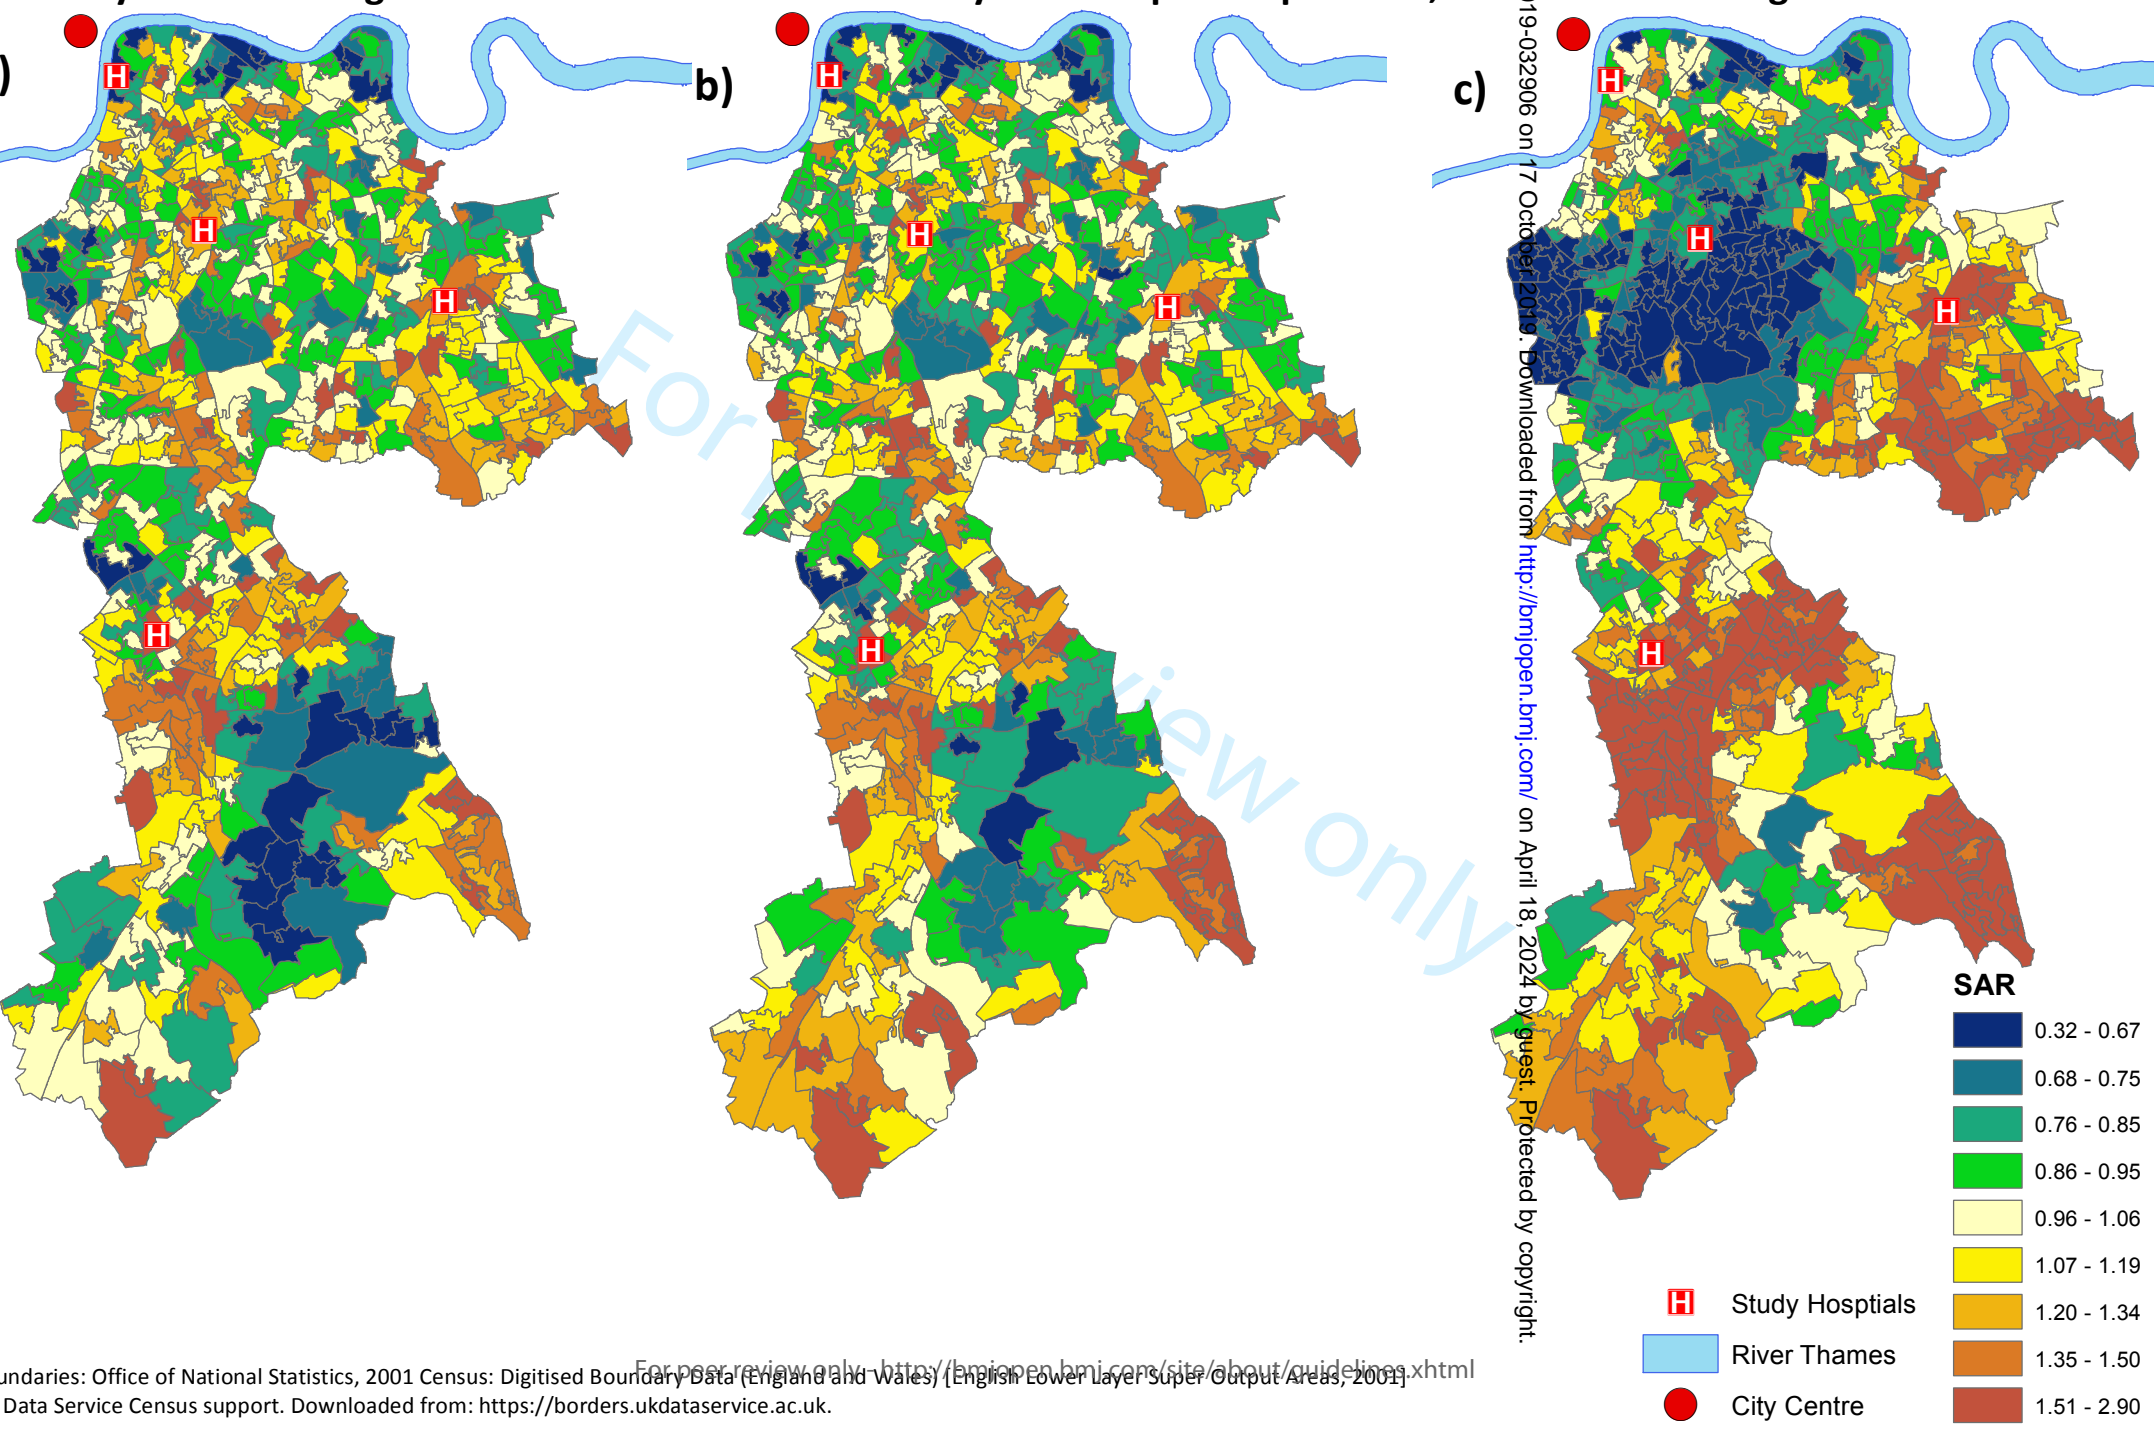 )
b)
c)
H
H
H
H
H
H
H
H
H
H
H
H
For
view only
019-032906 on 17 October 2019. Downloaded from http://bmjopen.bmj.com/ on April 18, 2024 by guest. Protected by copyright.
SAR
0.32 - 0.67
0.68 - 0.75
0.76 - 0.85
0.86 - 0.95
0.96 - 1.06
1.07 - 1.19
1.20 - 1.34
1.35 - 1.50
1.51 - 2.90
H Study Hosptials
River Thames
City Centre
undaries: Office of National Statistics, 2001 Census: Digitised Boundary Data (England and Wales) [English Lower Layer Super Output Areas, 2001].
For peer review only - http://bmjopen.bmj.com/site/about/guidelines.xhtml
Data Service Census support. Downloaded from: https://borders.ukdataservice.ac.uk.